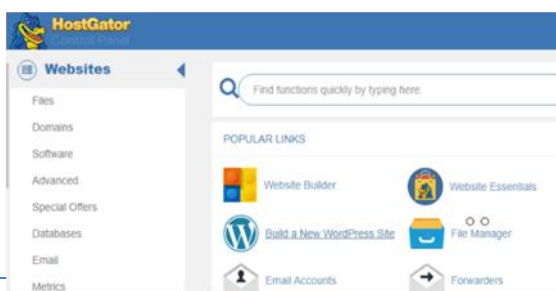 HostGator
Control Panel
Websites
Files
Domains
Software
Advanced
Special Offers
Databases
Email
Metrics
Find functions quickly by typing here.
POPULAR LINKS
Website Builder
Website Essentials
Build a New WordPress Site
File Manager
Email Accounts
Forwarders